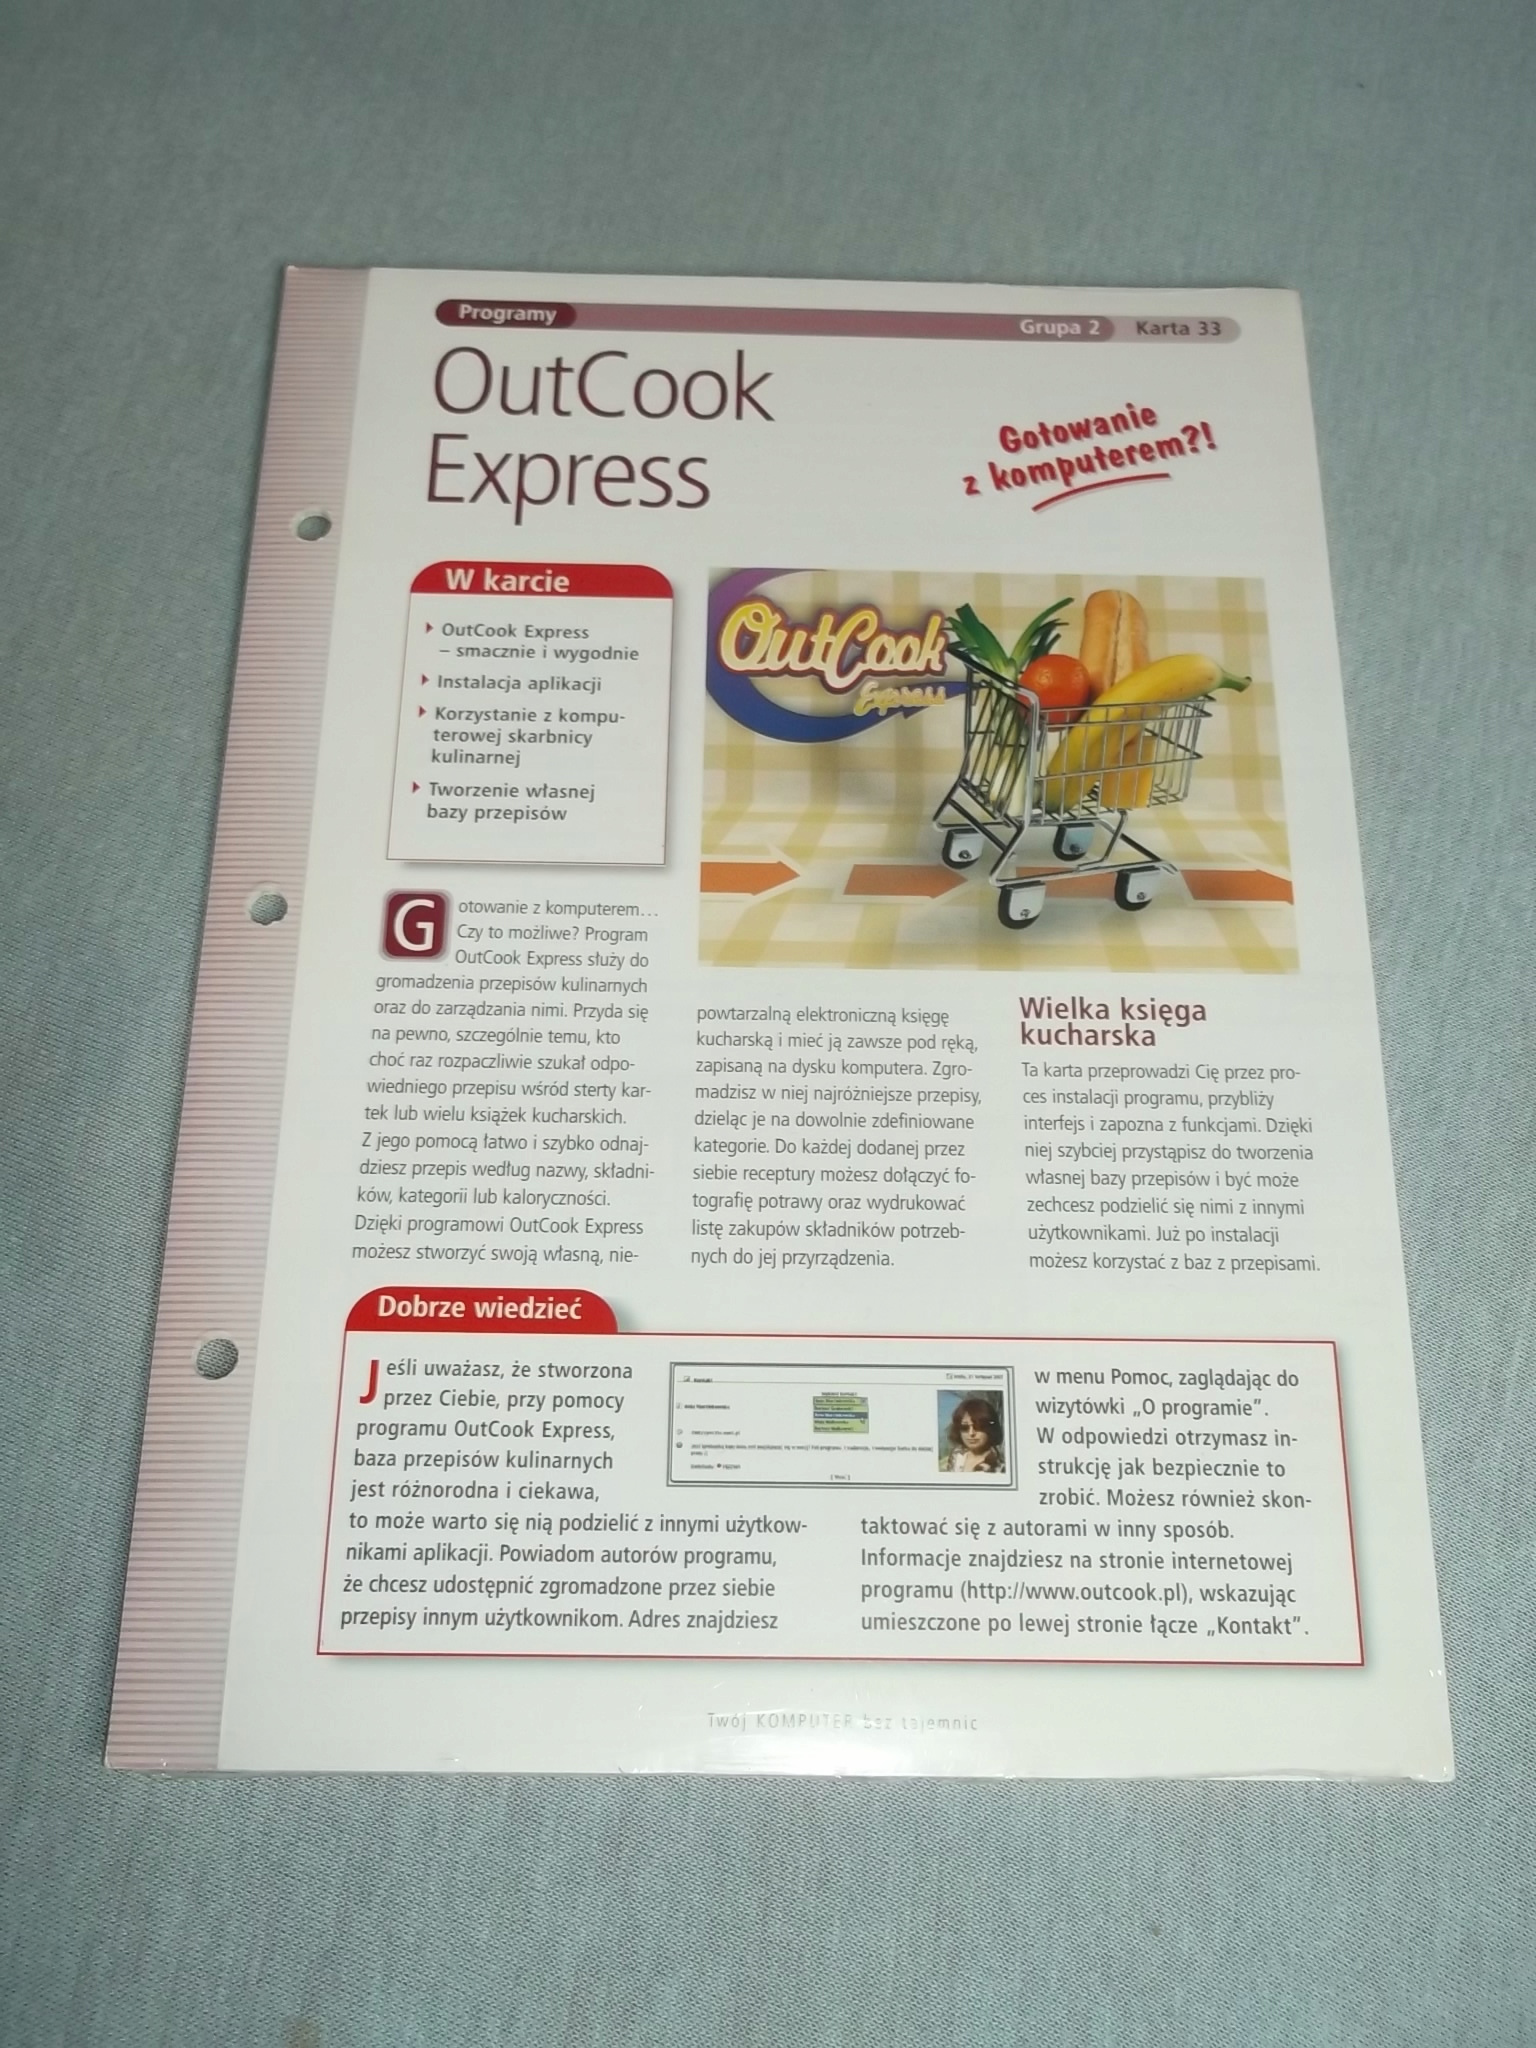 Programy
Grupa 2
Karta 33
OutCook
Express
Gotowanie
z komputerem?!
W karcie
OutCook Express
– smacznie i wygodnie
Instalacja aplikacji
Korzystanie z kompu-
terowej skarbnicy
kulinarnej
Tworzenie własnej
bazy przepisów
OutCook
Express
Gotowanie z komputerem...
Czy to możliwe? Program
OutCook Express służy do
gromadzenia przepisów kulinarnych
oraz do zarządzania nimi. Przyda się
na pewno, szczególnie temu, kto
choć raz rozpaczliwie szukał odpo-
wiedniego przepisu wśród sterty kar-
tek lub wielu książek kucharskich.
Z jego pomocą łatwo i szybko odnaj-
dziesz przepis według nazwy, składni-
ków, kategorii lub kaloryczności.
Dzięki programowi OutCook Express
możesz stworzyć swoją własną, nie-
powtarzalną elektroniczną księgę
kucharską i mieć ją zawsze pod ręką,
zapisaną na dysku komputera. Zgro-
madzisz w niej najróżniejsze przepisy,
dzieląc je na dowolnie zdefiniowane
kategorie. Do każdej dodanej przez
siebie receptury możesz dołączyć fo-
tografię potrawy oraz wydrukować
listę zakupów składników potrzeb-
nych do jej przyrządzenia.
Wielka księga
kucharska
Ta karta przeprowadzi Cię przez pro-
ces instalacji programu, przybliży
interfejs i zapozna z funkcjami. Dzięki
niej szybciej przystąpisz do tworzenia
własnej bazy przepisów i być może
zechcesz podzielić się nimi z innymi
użytkownikami. Już po instalacji
możesz korzystać z baz z przepisami.
Dobrze wiedzieć
Jeśli uważasz, że stworzona
przez Ciebie, przy pomocy
programu OutCook Express,
baza przepisów kulinarnych
jest różnorodna i ciekawa,
to może warto się nią podzielić z innymi użytkow-
nikami aplikacji. Powiadom autorów programu,
że chcesz udostępnić zgromadzone przez siebie
przepisy innym użytkownikom. Adres znajdziesz
Kontakt
w menu Pomoc, zaglądając do
wizytówki „O programie”.
W odpowiedzi otrzymasz in-
strukcję jak bezpiecznie to
zrobić. Możesz również skon-
taktować się z autorami w inny sposób.
Informacje znajdziesz na stronie internetowej
programu (http://www.outcook.pl), wskazując
umieszczone po lewej stronie łącze „Kontakt”.
Twój KOMPUTER bez tajemnic